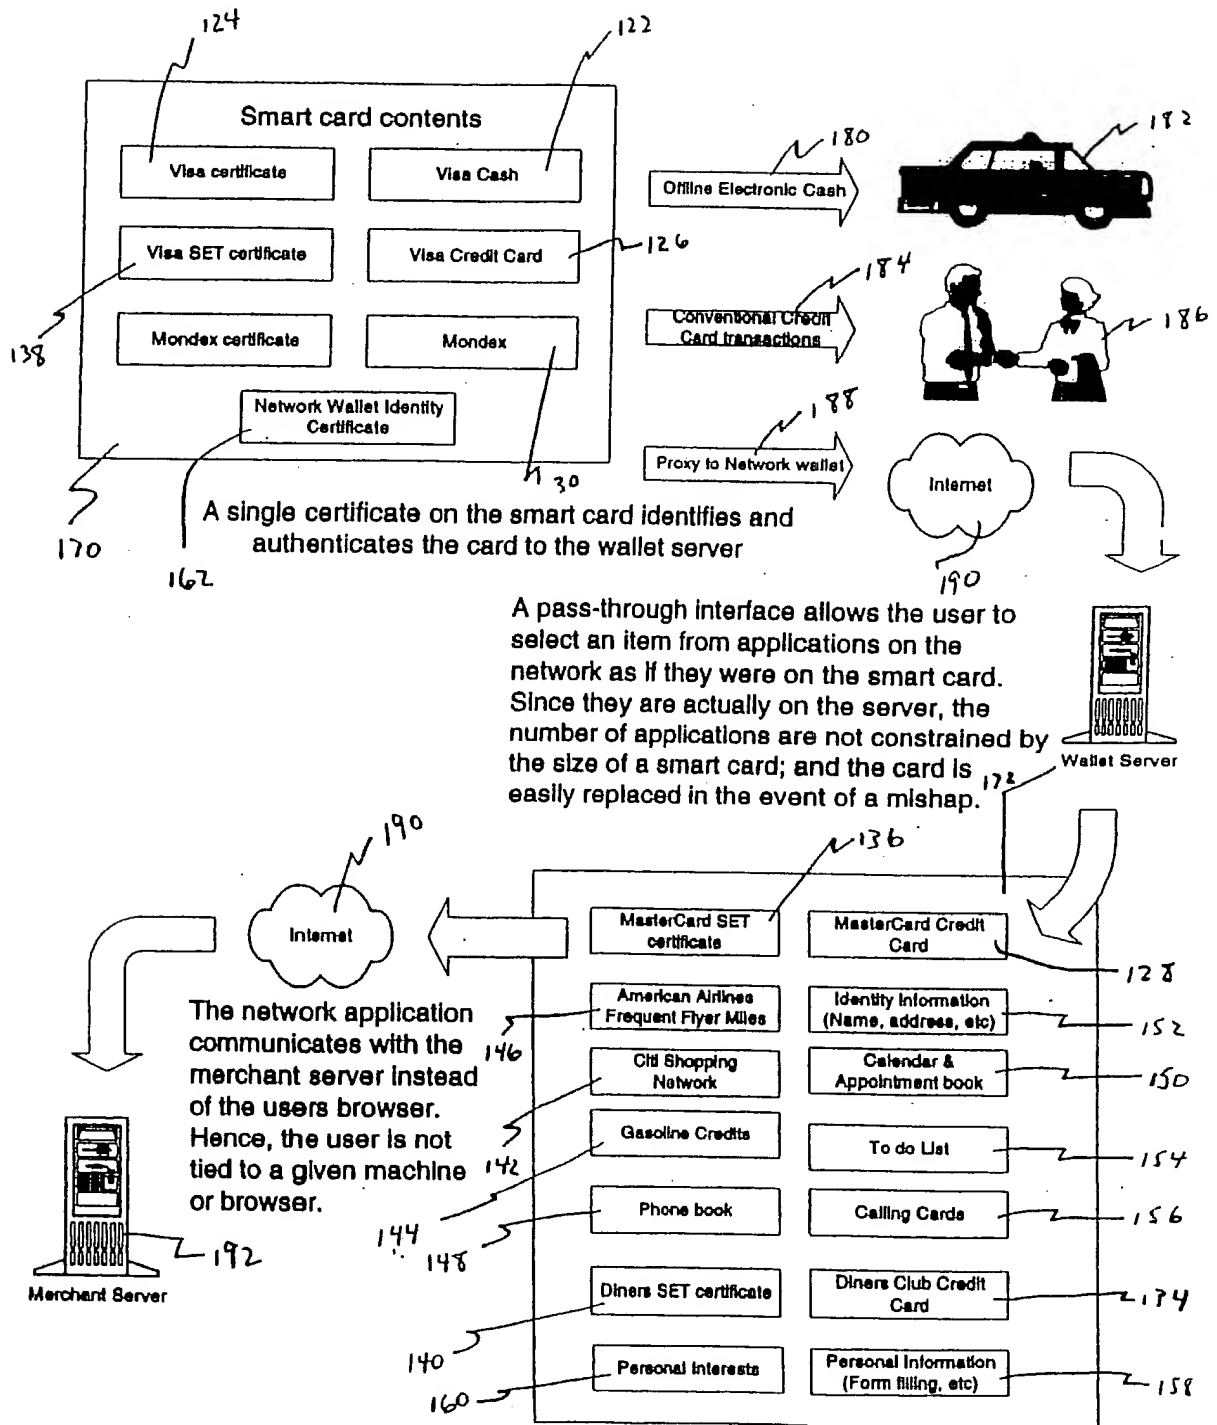 124
122
Smart card contents
Visa certificate
Visa Cash
Visa SET certificate
Visa Credit Card
126
Mondex certificate
Mondex
138
Network Wallet Identity
Certificate
30
170
162
180
Offline Electronic Cash
182
184
Conventional Credit
Card transactions
186
188
Proxy to Network wallet
Internet
190
A single certificate on the smart card identifies and
authenticates the card to the wallet server
A pass-through interface allows the user to
select an item from applications on the
network as if they were on the smart card.
Since they are actually on the server, the
number of applications are not constrained by
the size of a smart card; and the card is
easily replaced in the event of a mishap.
Wallet Server
190
Internet
136
MasterCard SET
certificate
MasterCard Credit
Card
128
American Airlines
Frequent Flyer Miles
146
Identity Information
(Name, address, etc)
152
Citi Shopping
Network
142
Calendar &
Appointment book
150
Gasoline Credits
144
To do List
154
Phone book
148
Calling Cards
156
Diners SET certificate
140
Diners Club Credit
Card
134
Personal Interests
160
Personal Information
(Form filling, etc)
158
The network application
communicates with the
merchant server instead
of the users browser.
Hence, the user is not
tied to a given machine
or browser.
192
Merchant Server